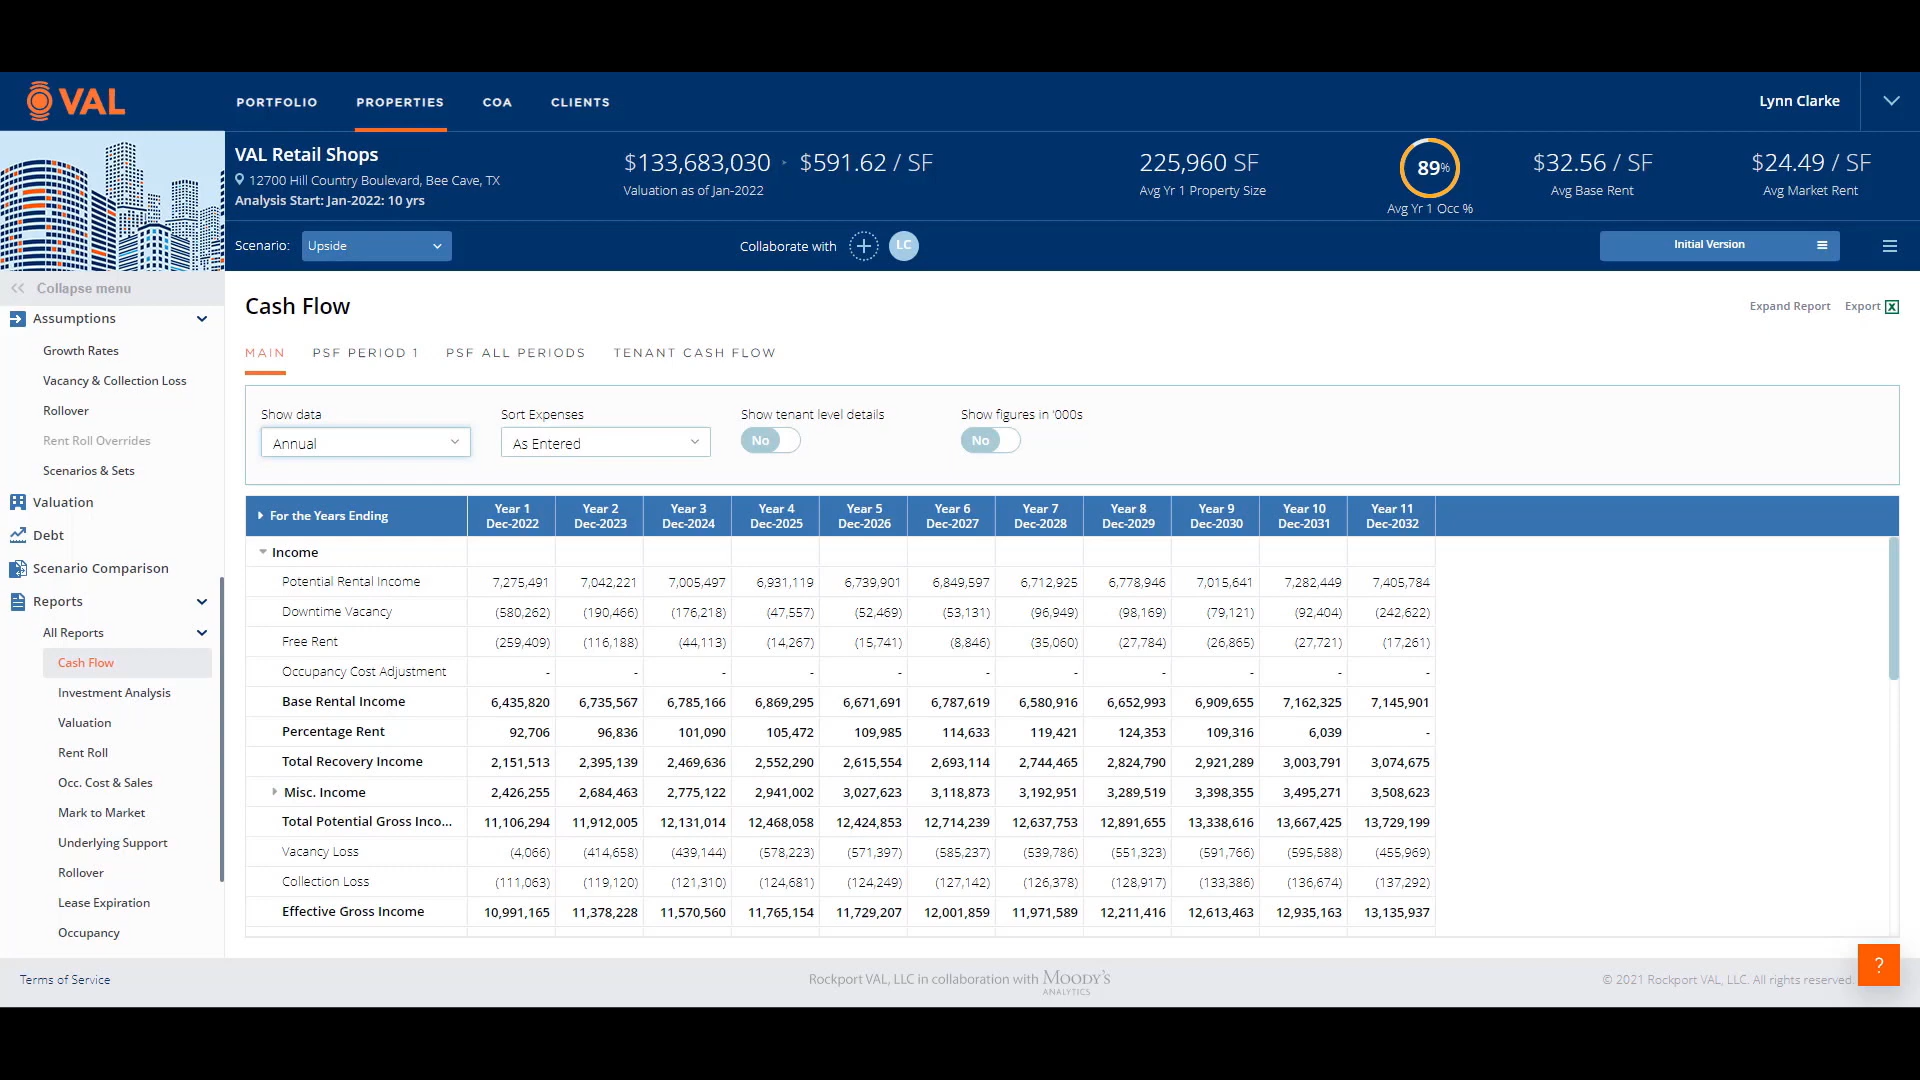 VAL
PORTFOLIO PROPERTIES COA CLIENTS
Lynn Clarke
VAL Retail Shops
12700 Hill Country Boulevard, Bee Cave, TX
Analysis Start: Jan-2022: 10 yrs
$133,683,030 $591.62 / SF
Valuation as of Jan-2022
225,960 SF
Avg Yr 1 Property Size
89%
Avg Yr 1 Occ %
$32.56 / SF
Avg Base Rent
$24.49 / SF
Avg Market Rent
Scenario: Upside
Collaborate with LC
Initial Version
Collapse menu
Assumptions
Growth Rates
Vacancy & Collection Loss
Rollover
Rent Roll Overrides
Scenarios & Sets
Valuation
Debt
Scenario Comparison
Reports
All Reports
Cash Flow
Investment Analysis
Valuation
Rent Roll
Occ. Cost & Sales
Mark to Market
Underlying Support
Rollover
Lease Expiration
Occupancy
Cash Flow
Expand Report Export X
MAIN PSF PERIOD 1 PSF ALL PERIODS TENANT CASH FLOW
Show data Sort Expenses Show tenant level details Show figures in '000s
Annual As Entered No No
For the Years Ending Year 1 Year 2 Year 3 Year 4 Year 5 Year 6 Year 7 Year 8 Year 9 Year 10 Year 11
Dec-2022 Dec-2023 Dec-2024 Dec-2025 Dec-2026 Dec-2027 Dec-2028 Dec-2029 Dec-2030 Dec-2031 Dec-2032
Income
Potential Rental Income 7,275,491 7,042,221 7,005,497 6,931,119 6,739,901 6,849,597 6,712,925 6,778,946 7,015,641 7,282,449 7,405,784
Downtime Vacancy (580,262) (190,466) (176,218) (47,557) (52,469) (53,131) (96,949) (98,169) (79,121) (92,404) (242,622)
Free Rent (259,409) (116,188) (44,113) (14,267) (15,741) (8,846) (35,060) (27,784) (26,865) (27,721) (17,261)
Occupancy Cost Adjustment - - - - - - - - - - -
Base Rental Income 6,435,820 6,735,567 6,785,166 6,869,295 6,671,691 6,787,619 6,580,916 6,652,993 6,909,655 7,162,325 7,145,901
Percentage Rent 92,706 96,836 101,090 105,472 109,985 114,633 119,421 124,353 109,316 6,039 -
Total Recovery Income 2,151,513 2,395,139 2,469,636 2,552,290 2,615,554 2,693,114 2,744,465 2,824,790 2,921,289 3,003,791 3,074,675
Misc. Income 2,426,255 2,684,463 2,775,122 2,941,002 3,027,623 3,118,873 3,192,951 3,289,519 3,398,355 3,495,271 3,508,623
Total Potential Gross Inco... 11,106,294 11,912,005 12,131,014 12,468,058 12,424,853 12,714,239 12,637,753 12,891,655 13,338,616 13,667,425 13,729,199
Vacancy Loss (4,066) (414,658) (439,144) (578,223) (571,397) (585,237) (539,786) (551,323) (591,766) (595,588) (455,969)
Collection Loss (111,063) (119,120) (121,310) (124,681) (124,249) (127,142) (126,378) (128,917) (133,386) (136,674) (137,292)
Effective Gross Income 10,991,165 11,378,228 11,570,560 11,765,154 11,729,207 12,001,859 11,971,589 12,211,416 12,613,463 12,935,163 13,135,937
?
Terms of Service
Rockport VAL, LLC in collaboration with MOODY'S
ANALYTICS
© 2021 Rockport VAL, LLC. All rights reserved.